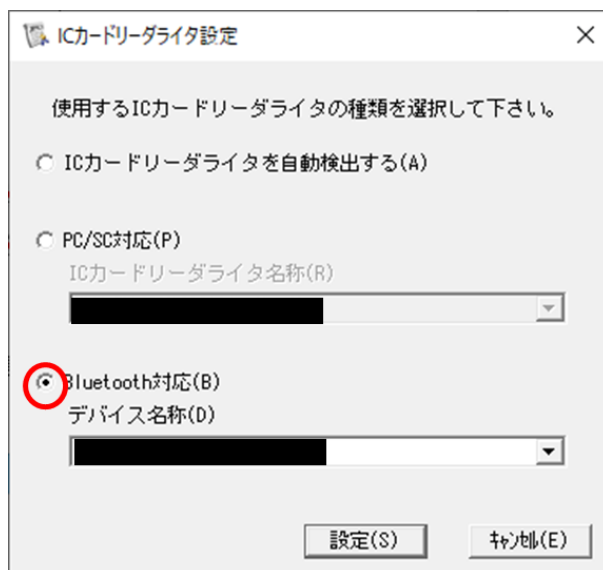 ICカードリーダライタ設定
使用するICカードリーダライタの種類を選択して下さい。
ICカードリーダライタを自動検出する(A)
PC/SC対応(P)
ICカードリーダライタ名称(R)
Bluetooth対応(B)
デバイス名称(D)
設定(S)
ｷｬﾝｾﾙ(E)